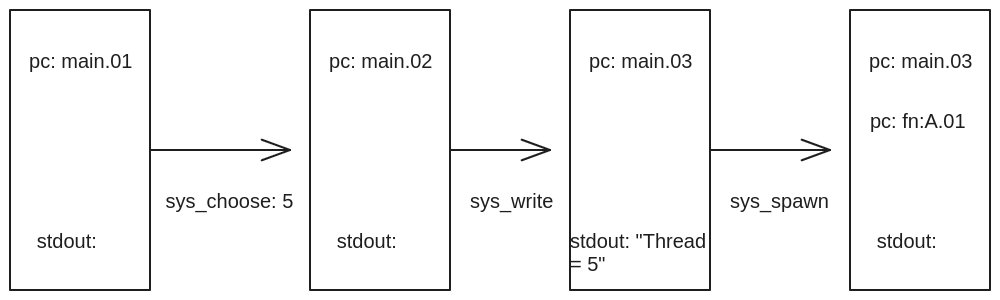 pc: main.01
pc: main.02
pc: main.03
pc: main.03
pc: fn:A.01
sys_choose: 5
sys_write
sys_spawn
stdout:
stdout:
stdout: "Thread
= 5"
stdout: